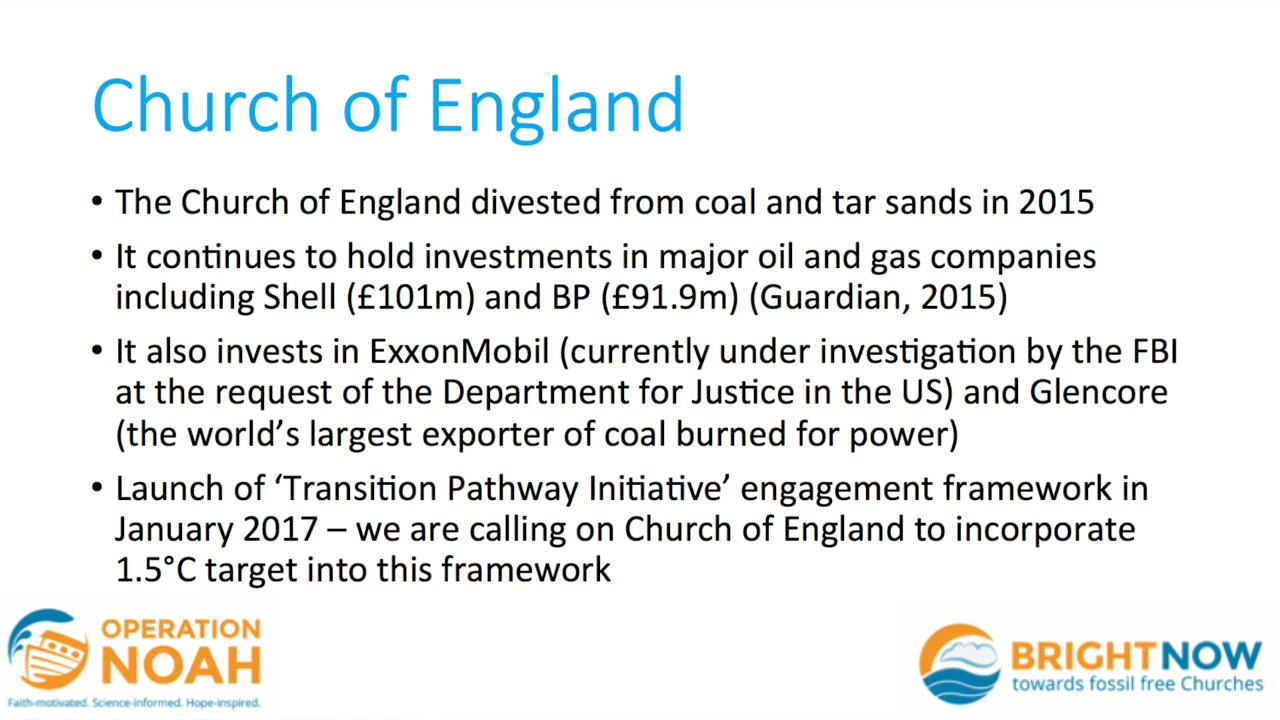 Church of England
• The Church of England divested from coal and tar sands in 2015
• It continues to hold investments in major oil and gas companies
including Shell (£101m) and BP (£91.9m) (Guardian, 2015)
• It also invests in ExxonMobil (currently under investigation by the FBI
at the request of the Department for Justice in the US) and Glencore
(the world’s largest exporter of coal burned for power)
• Launch of ‘Transition Pathway Initiative’ engagement framework in
January 2017 – we are calling on Church of England to incorporate
1.5°C target into this framework
OPERATION
NOAH
Faith-motivated. Science-informed. Hope-inspired.
BRIGHTNOW
towards fossil free Churches